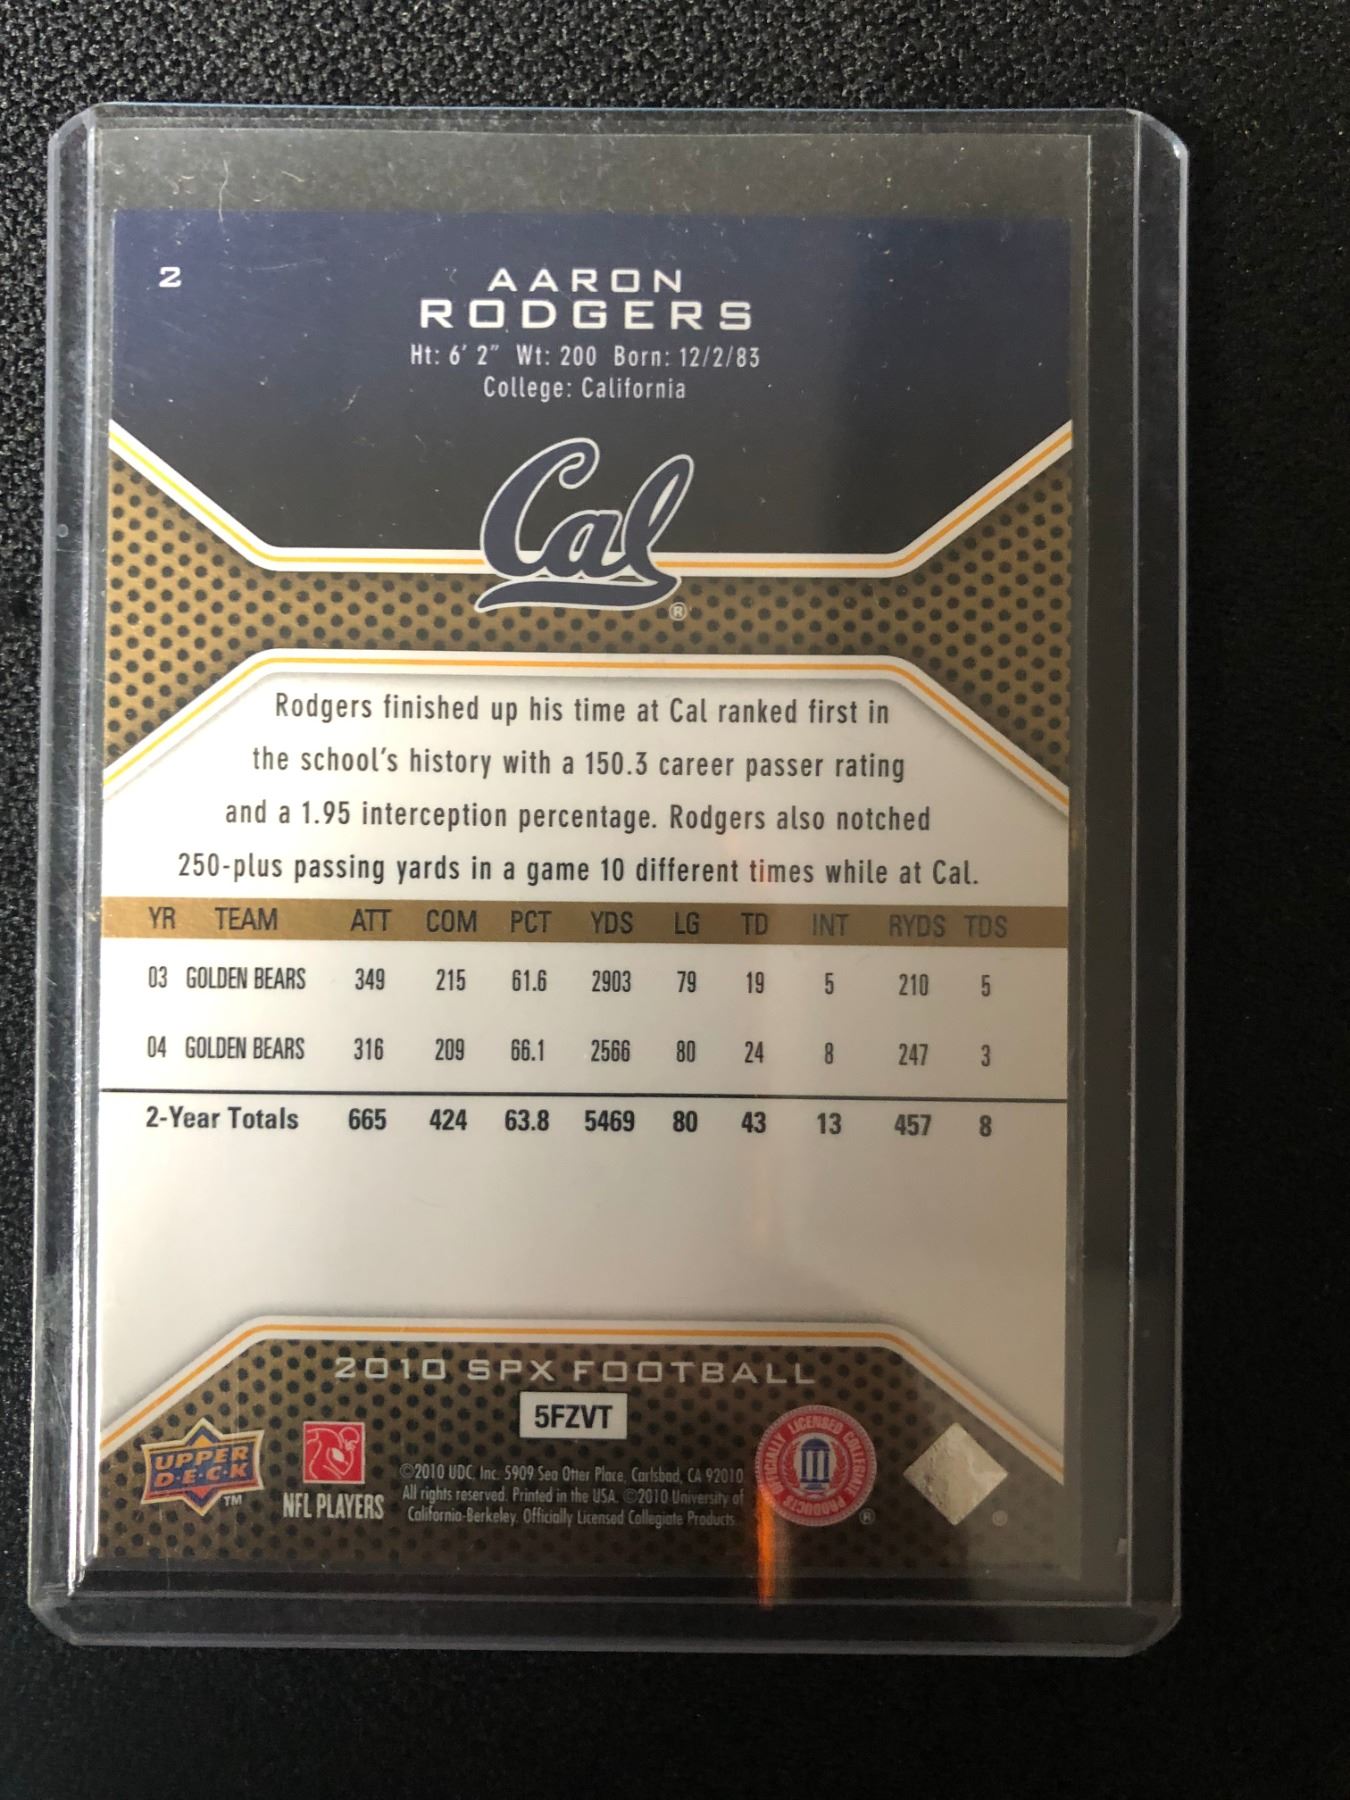 2
AARON
RODGERS
Ht: 6' 2" Wt: 200 Born: 12/2/83
College: California
Cal
®
Rodgers finished up his time at Cal ranked first in
the school's history with a 150.3 career passer rating
and a 1.95 interception percentage. Rodgers also notched
250-plus passing yards in a game 10 different times while at Cal.
YR TEAM ATT COM PCT YDS LG TD INT RYDS TDS
03 GOLDEN BEARS 349 215 61.6 2903 79 19 5 210 5
04 GOLDEN BEARS 316 209 66.1 2566 80 24 8 247 3
2-Year Totals 665 424 63.8 5469 80 43 13 457 8
2010 SPX FOOTBALL
5FZVT
UPPER
D·E·C·K
TM
NFL PLAYERS
©2010 UDC, Inc. 5909 Sea Otter Place, Carlsbad, CA 92010.
All rights reserved. Printed in the USA. ©2010 University of
California-Berkeley. Officially Licensed Collegiate Products
OFFICIALLY LICENSED COLLEGIATE PRODUCTS
®
®